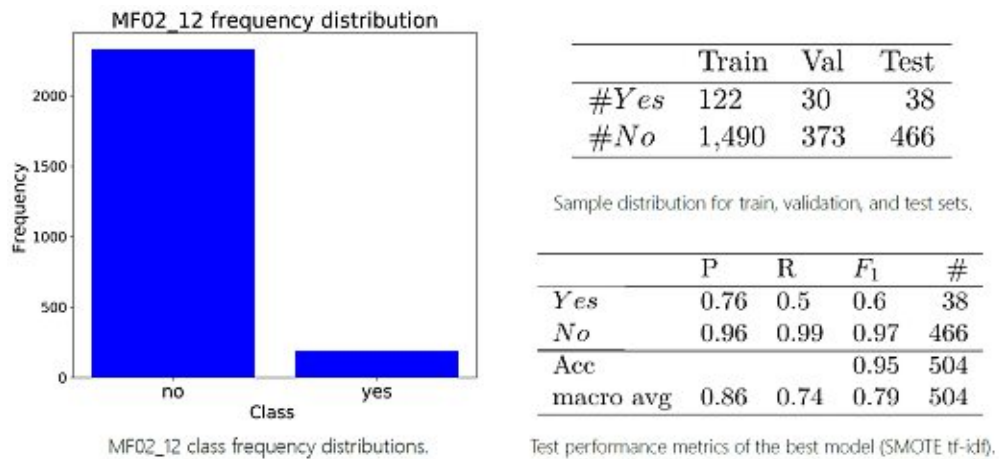 MF02_12 frequency distribution
Frequency
2000
1500
1000
500
0
no yes
Class
MF02_12 class frequency distributions.
Train Val Test
#Yes 122 30 38
#No 1,490 373 466
Sample distribution for train, validation, and test sets.
P R F₁ #
Yes 0.76 0.5 0.6 38
No 0.96 0.99 0.97 466
Acc 0.95 504
macro avg 0.86 0.74 0.79 504
Test performance metrics of the best model (SMOTE tf-idf).